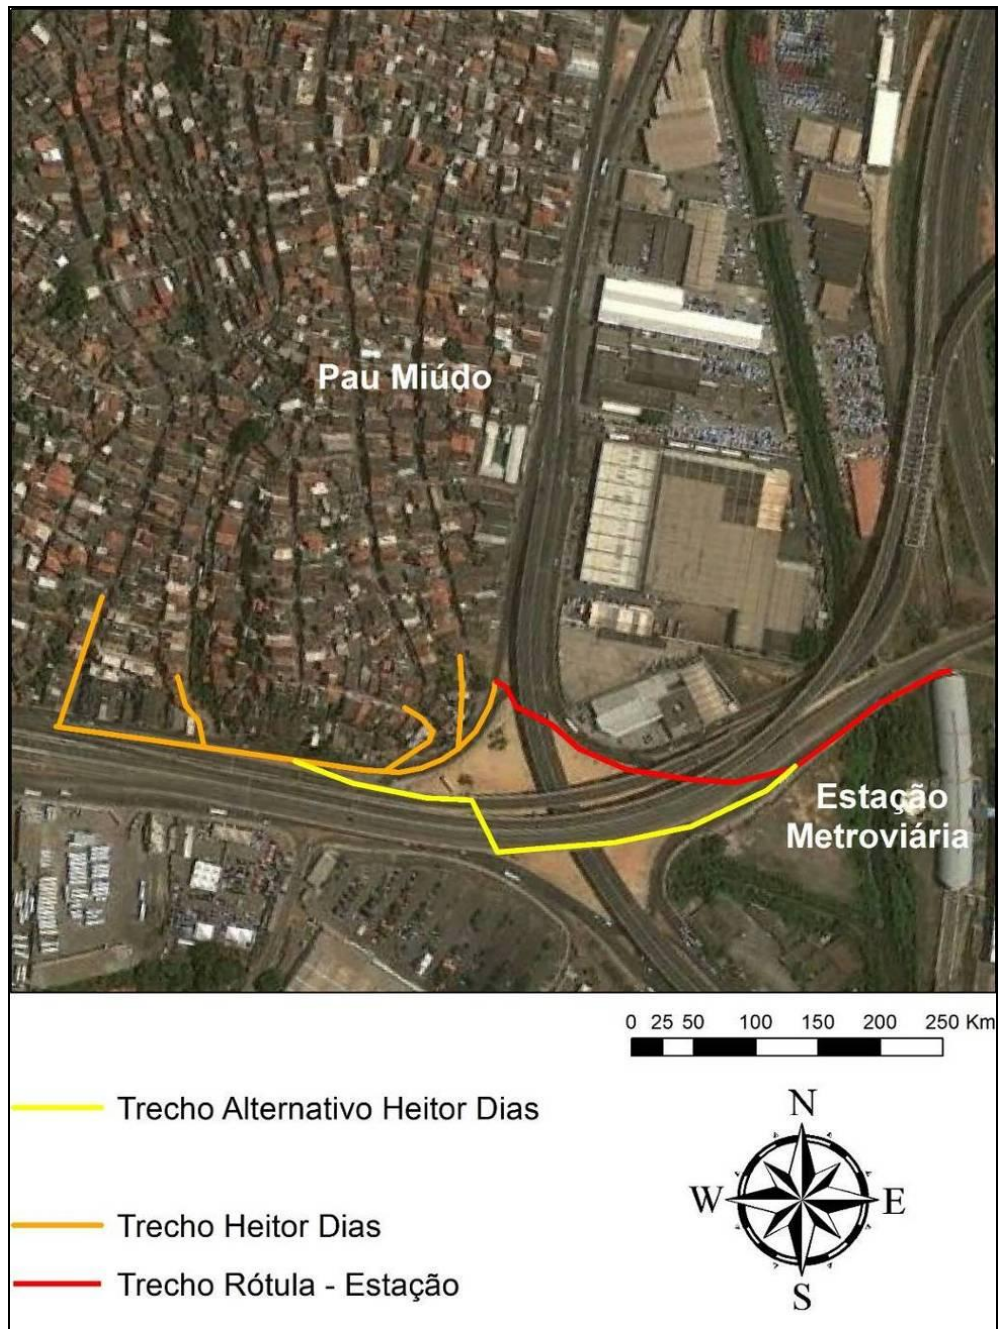 Pau Miúdo
Estação
Metroviária
0 25 50 100 150 200 250 Km
Trecho Alternativo Heitor Dias
Trecho Heitor Dias
Trecho Rótula - Estação
N
W E
S